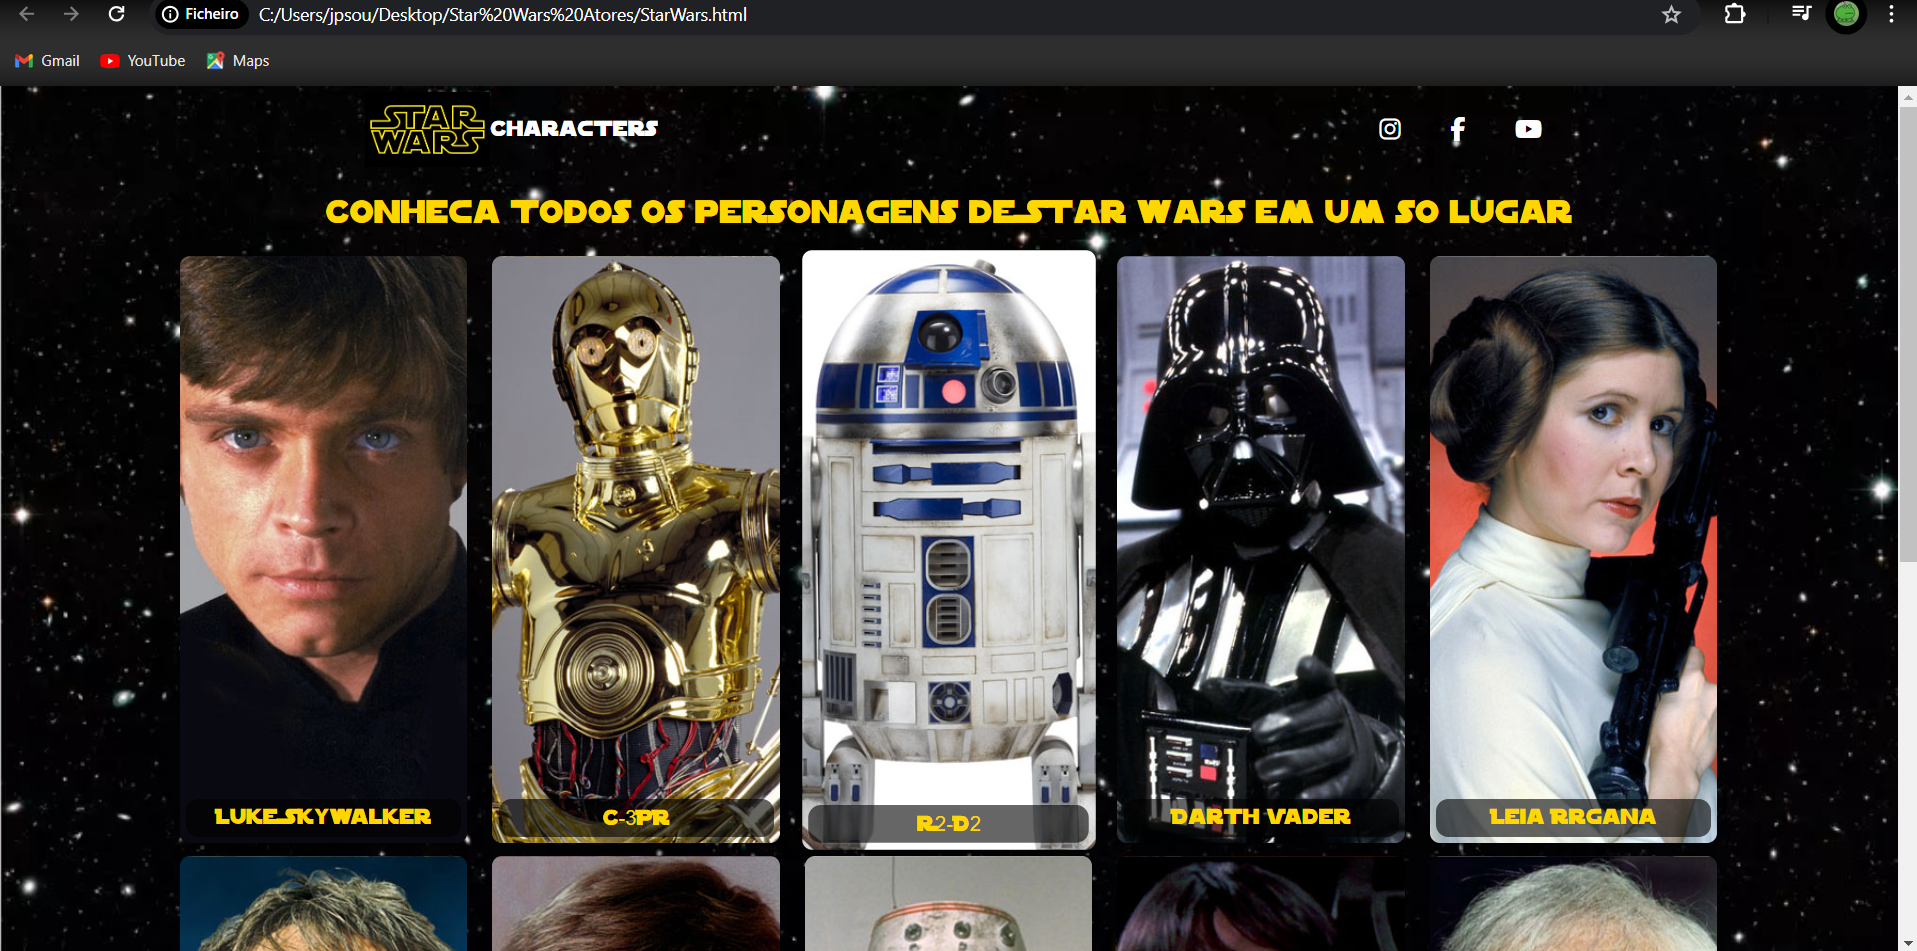 Ficheiro C:/Users/jpsou/Desktop/Star%20Wars%20Atores/StarWars.html
Gmail YouTube Maps
STAR WARS CHARACTERS
CONHECA TODOS OS PERSONAGENS DE STAR WARS EM UM SO LUGAR
LUKE SKYWALKER C-3PR R2-D2 DARTH VADER LEIA RRGANA